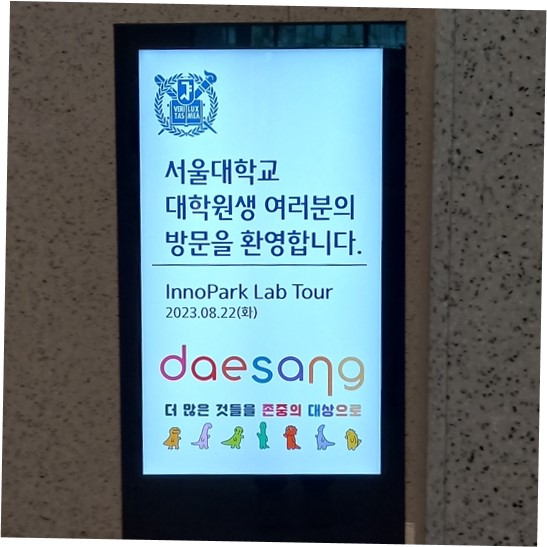 VERI LUX
TAS MEA
서울대학교
대학원생 여러분의
방문을 환영합니다.
InnoPark Lab Tour
2023.08.22(화)
daesang
더 많은 것들을 존중의 대상으로